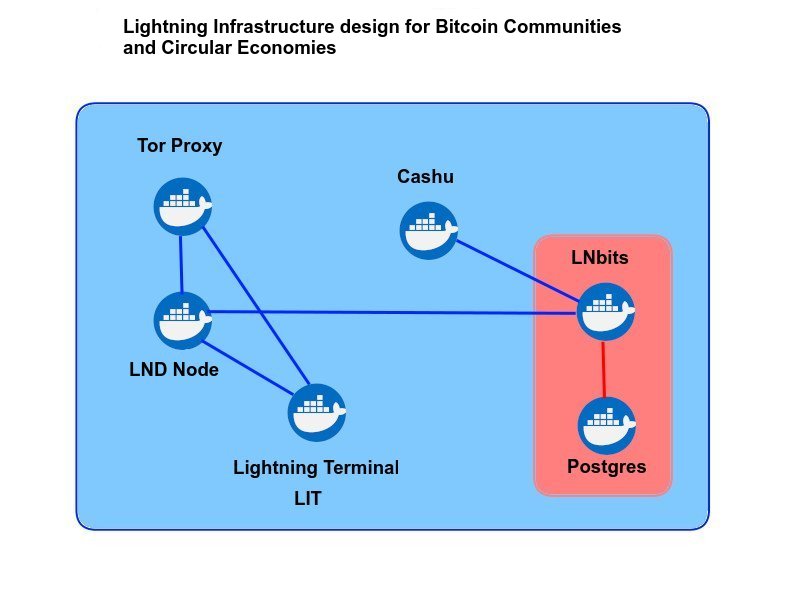 Lightning Infrastructure design for Bitcoin Communities
and Circular Economies
Tor Proxy
Cashu
LNbits
LND Node
Lightning Terminal
LIT
Postgres